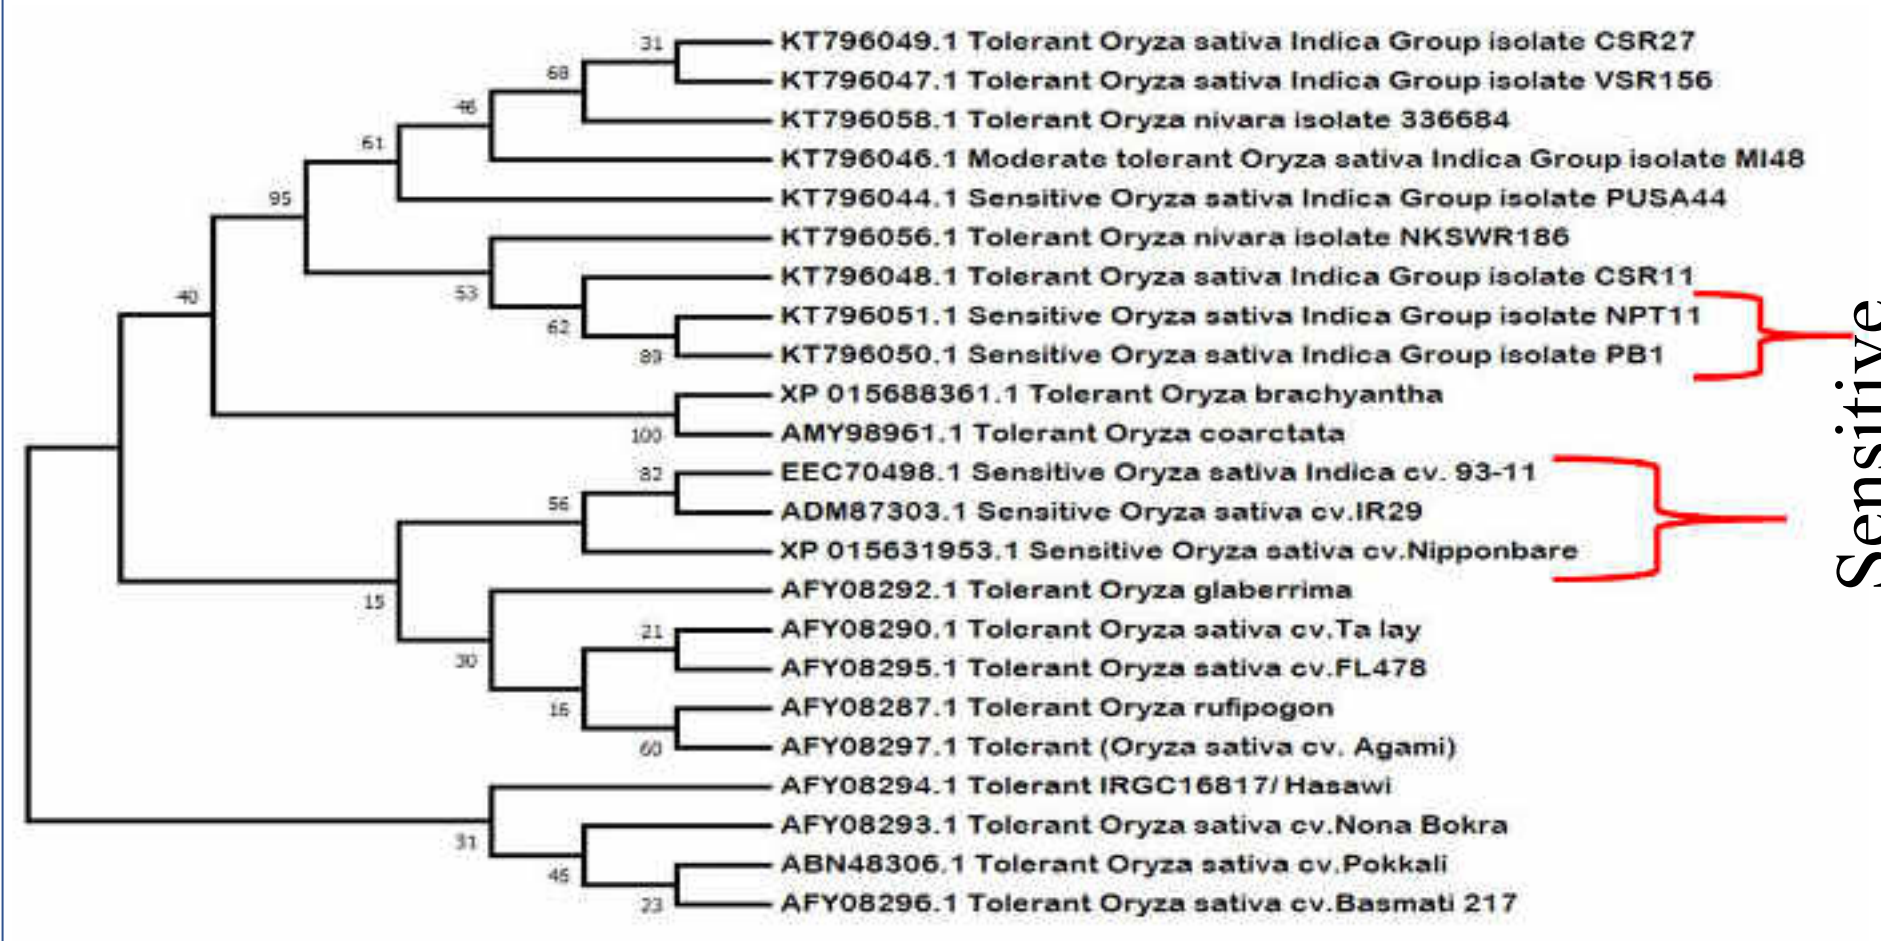 31
KT796049.1 Tolerant Oryza sativa Indica Group isolate CSR27
68
KT796047.1 Tolerant Oryza sativa Indica Group isolate VSR156
46
KT796058.1 Tolerant Oryza nivara isolate 336684
61
KT796046.1 Moderate tolerant Oryza sativa Indica Group isolate MI48
95
KT796044.1 Sensitive Oryza sativa Indica Group isolate PUSA44
KT796056.1 Tolerant Oryza nivara isolate NKSWR186
40
53
KT796048.1 Tolerant Oryza sativa Indica Group isolate CSR11
62
KT796051.1 Sensitive Oryza sativa Indica Group isolate NPT11
89
KT796050.1 Sensitive Oryza sativa Indica Group isolate PB1
XP 015688361.1 Tolerant Oryza brachyantha
100
AMY98961.1 Tolerant Oryza coarctata
82
EEC70498.1 Sensitive Oryza sativa Indica cv. 93-11
56
ADM87303.1 Sensitive Oryza sativa cv.IR29
XP 015631953.1 Sensitive Oryza sativa cv.Nipponbare
15
AFY08292.1 Tolerant Oryza glaberrima
21
AFY08290.1 Tolerant Oryza sativa cv.Ta lay
30
AFY08295.1 Tolerant Oryza sativa cv.FL478
16
AFY08287.1 Tolerant Oryza rufipogon
60
AFY08297.1 Tolerant (Oryza sativa cv. Agami)
AFY08294.1 Tolerant IRGC16817/ Hasawi
31
AFY08293.1 Tolerant Oryza sativa cv.Nona Bokra
45
ABN48306.1 Tolerant Oryza sativa cv.Pokkali
23
AFY08296.1 Tolerant Oryza sativa cv.Basmati 217
Sensitive